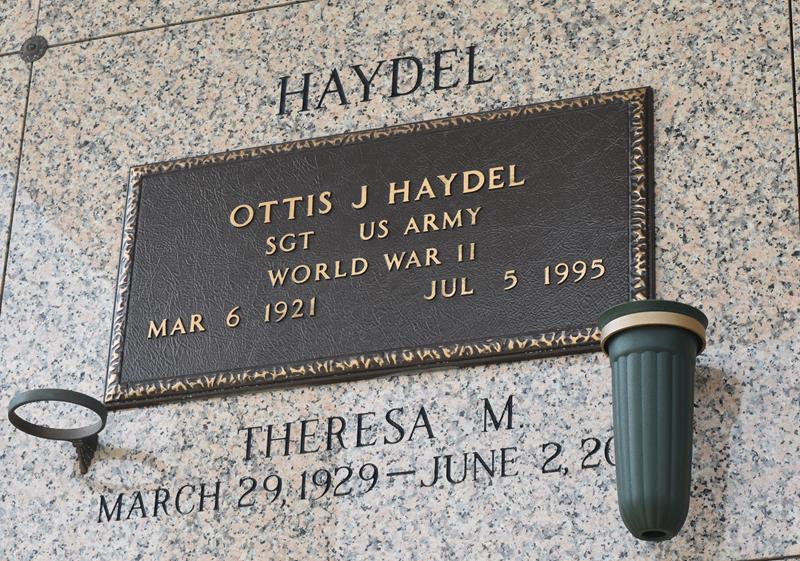 HAYDEL
OTTIS J HAYDEL
SGT US ARMY
WORLD WAR II
MAR 6 1921 JUL 5 1995
THERESA M.
MARCH 29, 1929 — JUNE 2,